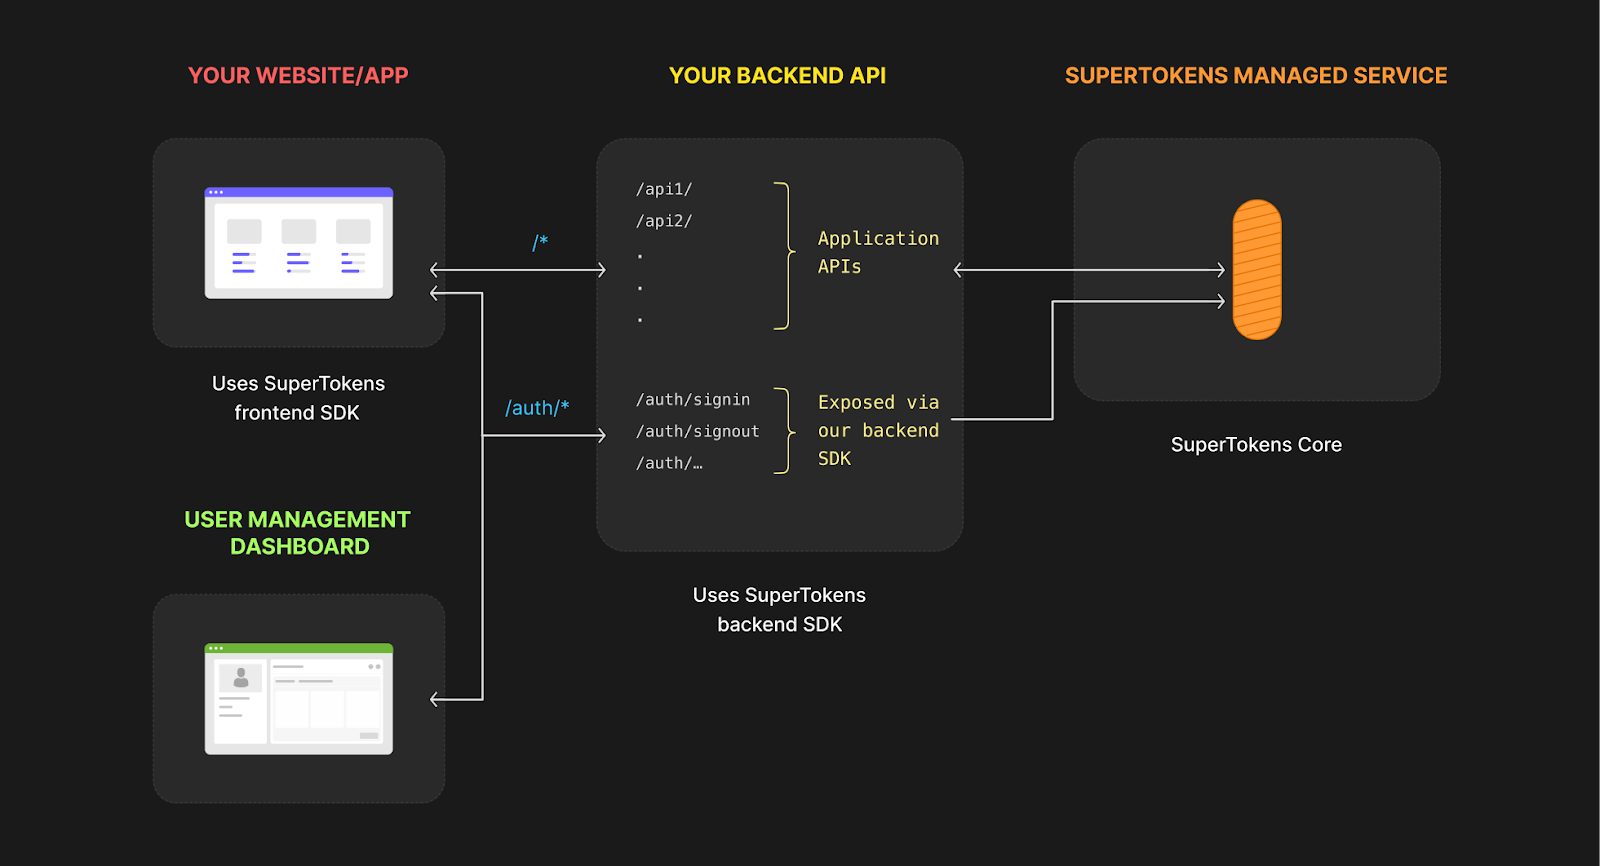 YOUR WEBSITE/APP
Uses SuperTokens
frontend SDK
USER MANAGEMENT
DASHBOARD
/*
/auth/*
YOUR BACKEND API
/api1/
/api2/
.
.
.
Application
APIs
/auth/signin
/auth/signout
/auth/…
Exposed via
our backend
SDK
Uses SuperTokens
backend SDK
SUPERTOKENS MANAGED SERVICE
SuperTokens Core